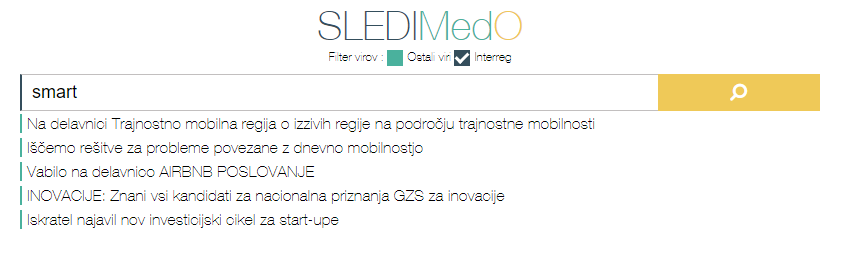 SLEDIMedO
Filter virov : Ostali viri Interreg
smart
Na delavnici Trajnostno mobilna regija o izzivih regije na področju trajnostne mobilnosti
Iščemo rešitve za probleme povezane z dnevno mobilnostjo
Vabilo na delavnico AIRBNB POSLOVANJE
INOVACIJE: Znani vsi kandidati za nacionalna priznanja GZS za inovacije
Iskratel najavil nov investicijski cikel za start-upe